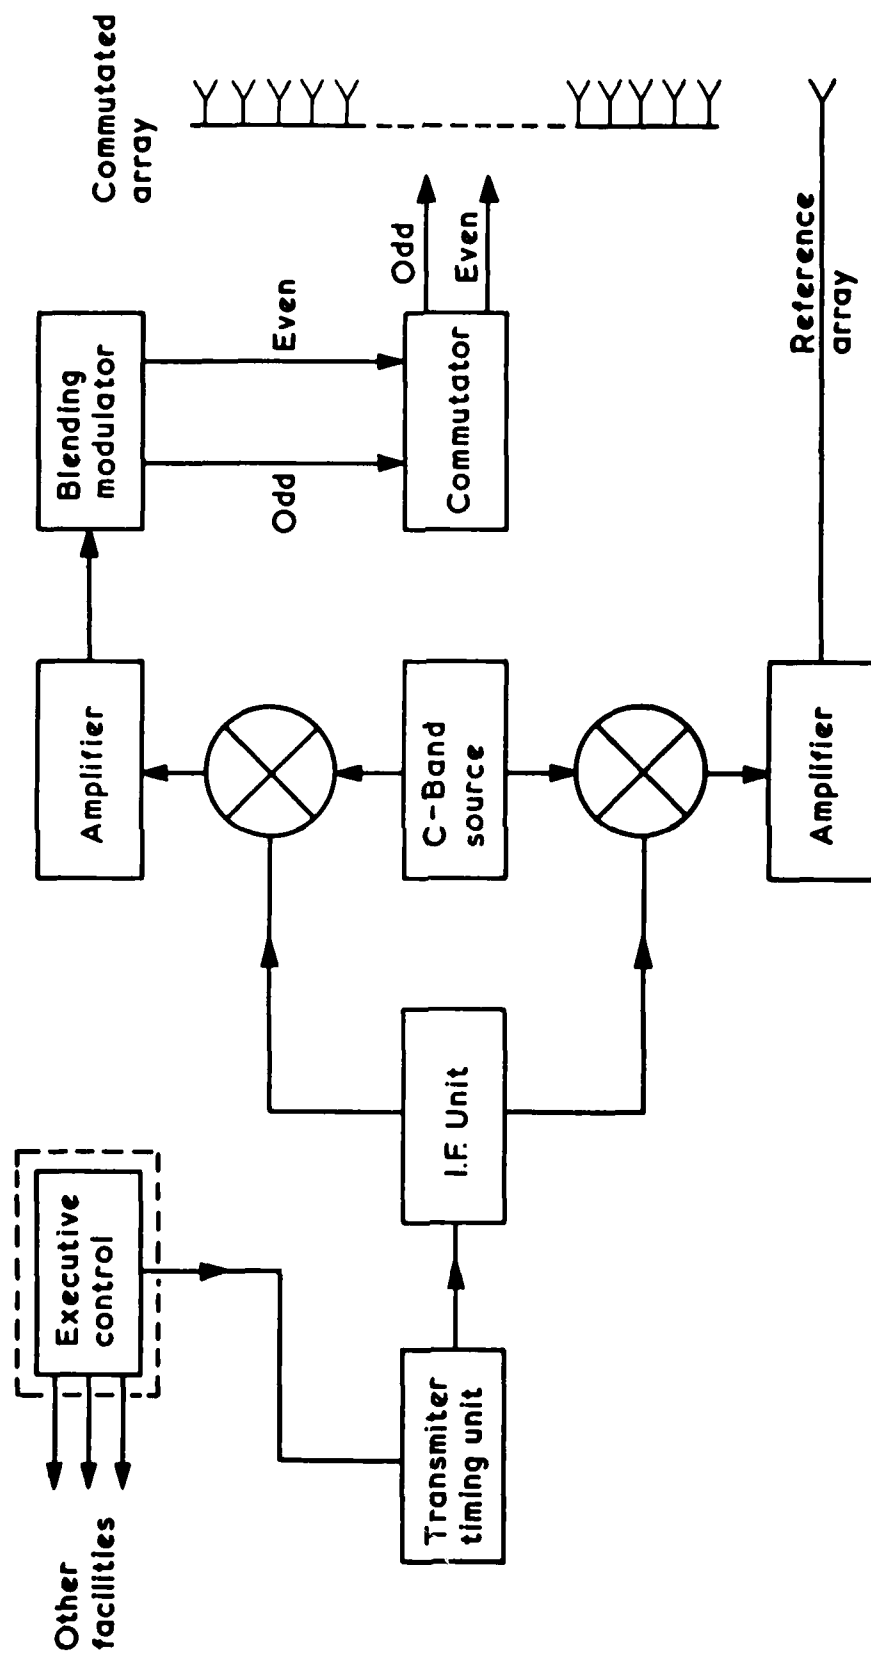 Other
facilities
Executive
control
Transmiter
timing unit
I.F. Unit
Amplifier
C-Band
source
Amplifier
Blending
modulator
Odd
Even
Commutator
Odd
Even
Commutated
array
Reference
array